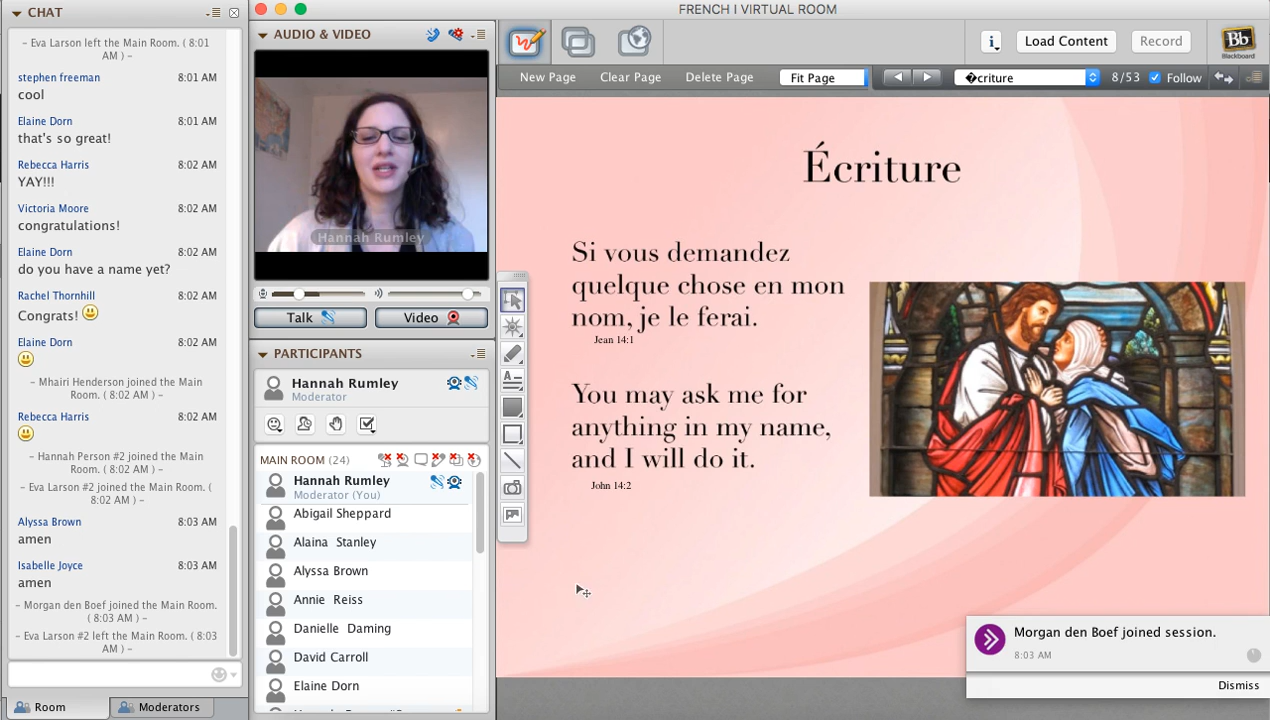 FRENCH I VIRTUAL ROOM
CHAT
– Eva Larson left the Main Room. ( 8:01
AM ) –
stephen freeman 8:01 AM
cool
Elaine Dorn 8:01 AM
that's so great!
Rebecca Harris 8:02 AM
YAY!!!
Victoria Moore 8:02 AM
congratulations!
Elaine Dorn 8:02 AM
do you have a name yet?
Rachel Thornhill 8:02 AM
Congrats!
Elaine Dorn 8:02 AM
– Mhairi Henderson joined the Main
Room. ( 8:02 AM ) –
Rebecca Harris 8:02 AM
– Hannah Person #2 joined the Main
Room. ( 8:02 AM ) –
– Eva Larson #2 joined the Main Room. (
8:02 AM ) –
Alyssa Brown 8:03 AM
amen
Isabelle Joyce 8:03 AM
amen
– Morgan den Boef joined the Main Room.
( 8:03 AM ) –
– Eva Larson #2 left the Main Room. ( 8:03
AM ) –
Room Moderators
AUDIO & VIDEO
Hannah Rumley
Talk Video
PARTICIPANTS
Hannah Rumley
Moderator
MAIN ROOM (24)
Hannah Rumley
Moderator (You)
Abigail Sheppard
Alaina Stanley
Alyssa Brown
Annie Reiss
Danielle Daming
David Carroll
Elaine Dorn
i Load Content Record Bb
Blackboard
New Page Clear Page Delete Page Fit Page �criture 8/53 Follow
Écriture
Si vous demandez
quelque chose en mon
nom, je le ferai.
Jean 14:1
You may ask me for
anything in my name,
and I will do it.
John 14:2
Morgan den Boef joined session.
8:03 AM
Dismiss